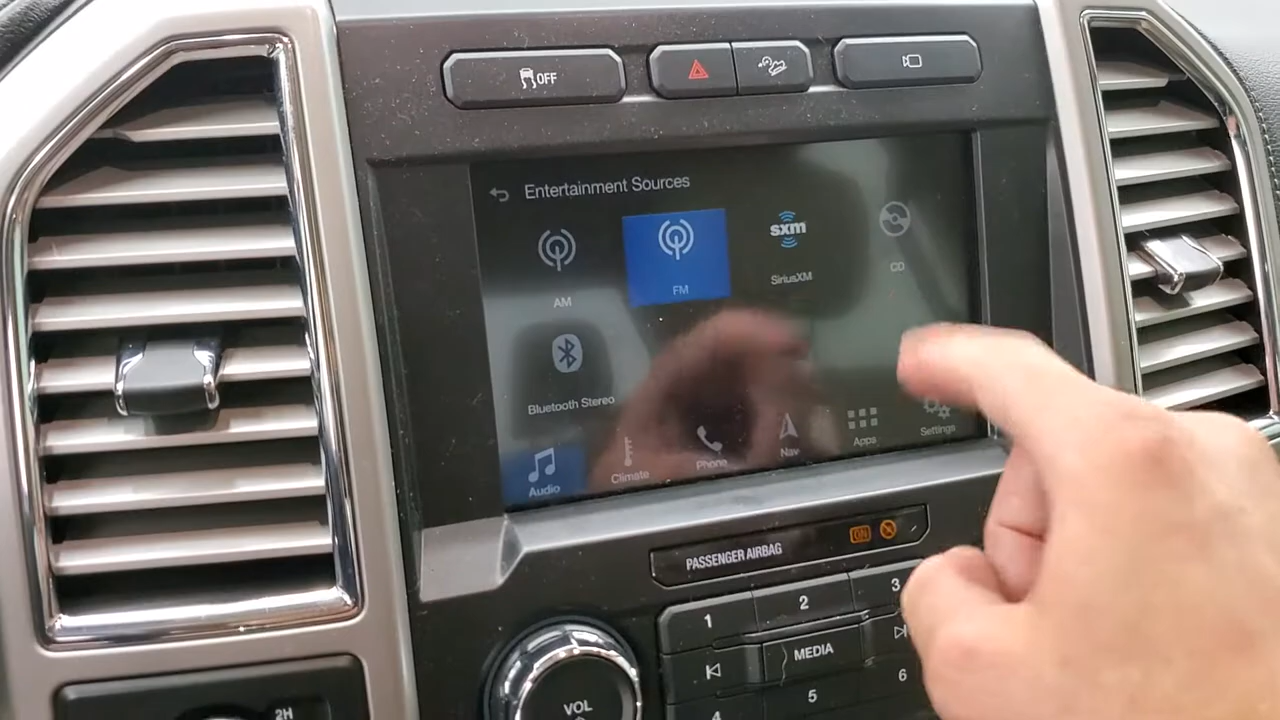 OFF
Entertainment Sources
AM
FM
sxm
SiriusXM
CD
Bluetooth Stereo
Audio
Climate
Phone
Nav
Apps
Settings
PASSENGER AIRBAG
ON
1
2
3
MEDIA
4
5
6
VOL
2H